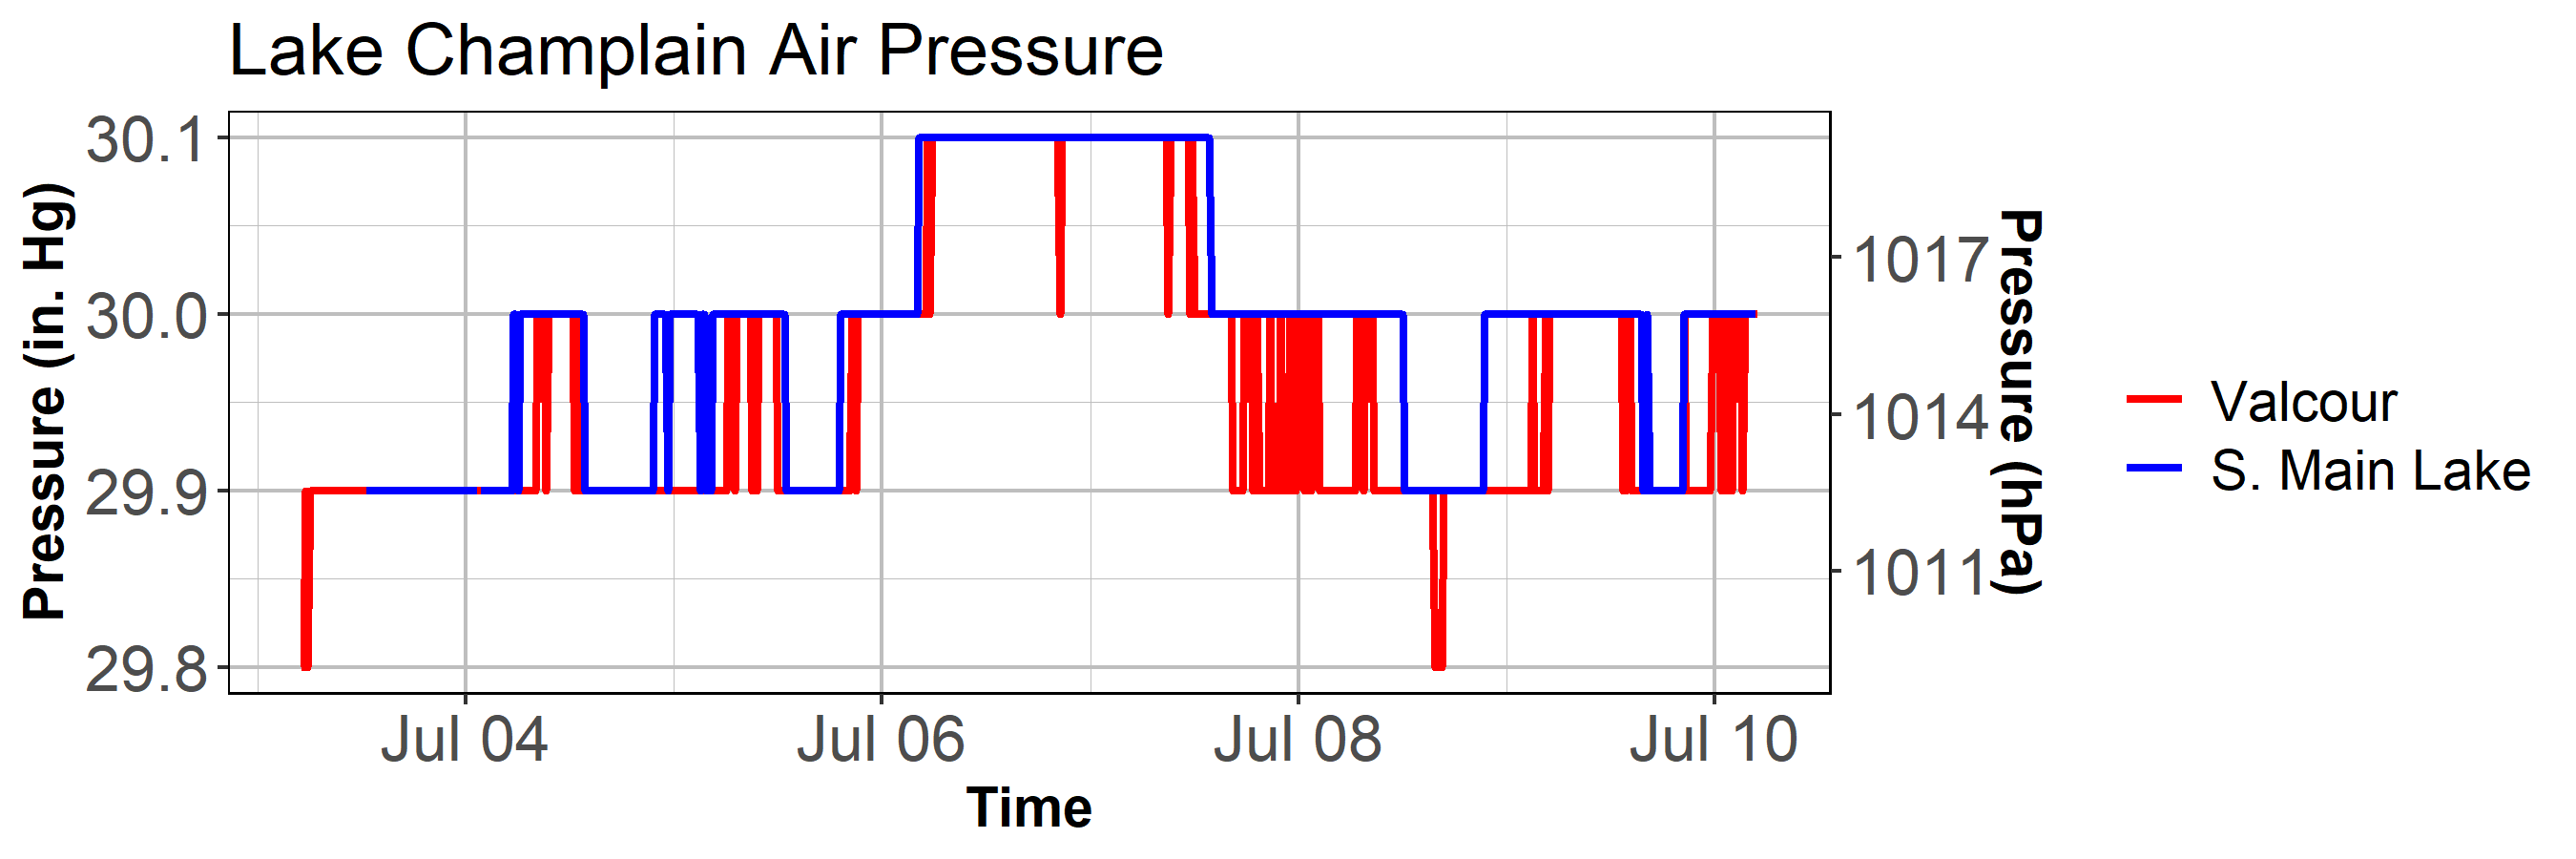 Lake Champlain Air Pressure
30.1
30.0
29.9
29.8
Pressure (in. Hg)
1017
1014
1011
Pressure (hPa)
Jul 04
Jul 06
Jul 08
Jul 10
Time
Valcour
S. Main Lake